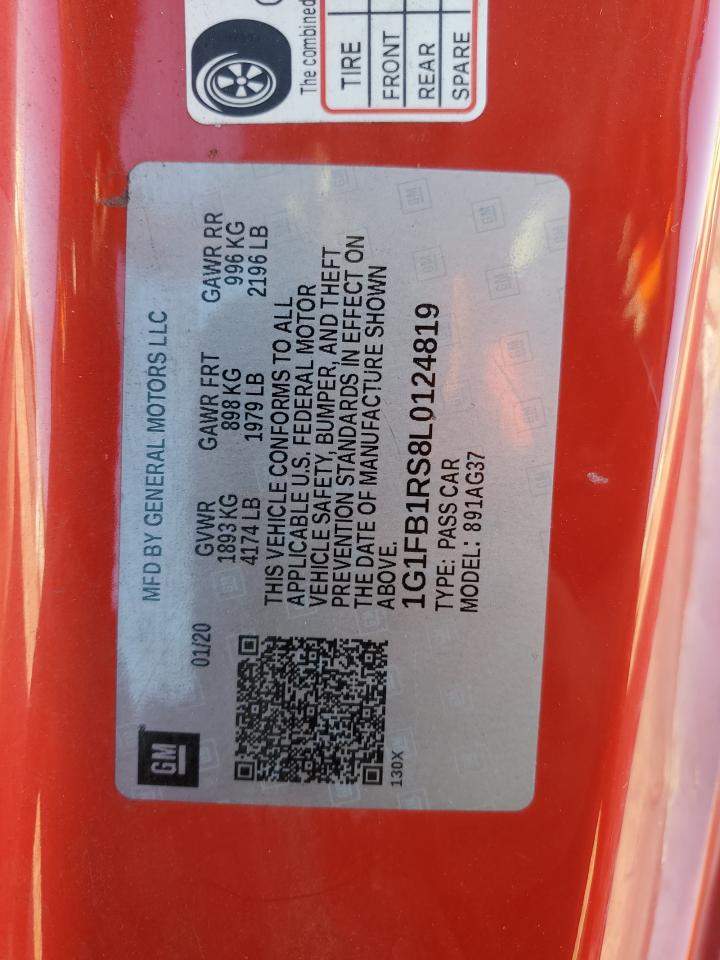 The combined
TIRE
FRONT
REAR
SPARE
MFD BY GENERAL MOTORS LLC
GM
01/20
GVWR GAWR FRT GAWR RR
1893 KG 898 KG 996 KG
4174 LB 1979 LB 2196 LB
THIS VEHICLE CONFORMS TO ALL
APPLICABLE U.S. FEDERAL MOTOR
VEHICLE SAFETY, BUMPER, AND THEFT
PREVENTION STANDARDS IN EFFECT ON
THE DATE OF MANUFACTURE SHOWN
ABOVE.
130X
1G1FB1RS8L0124819
TYPE: PASS CAR
MODEL: 891AG37